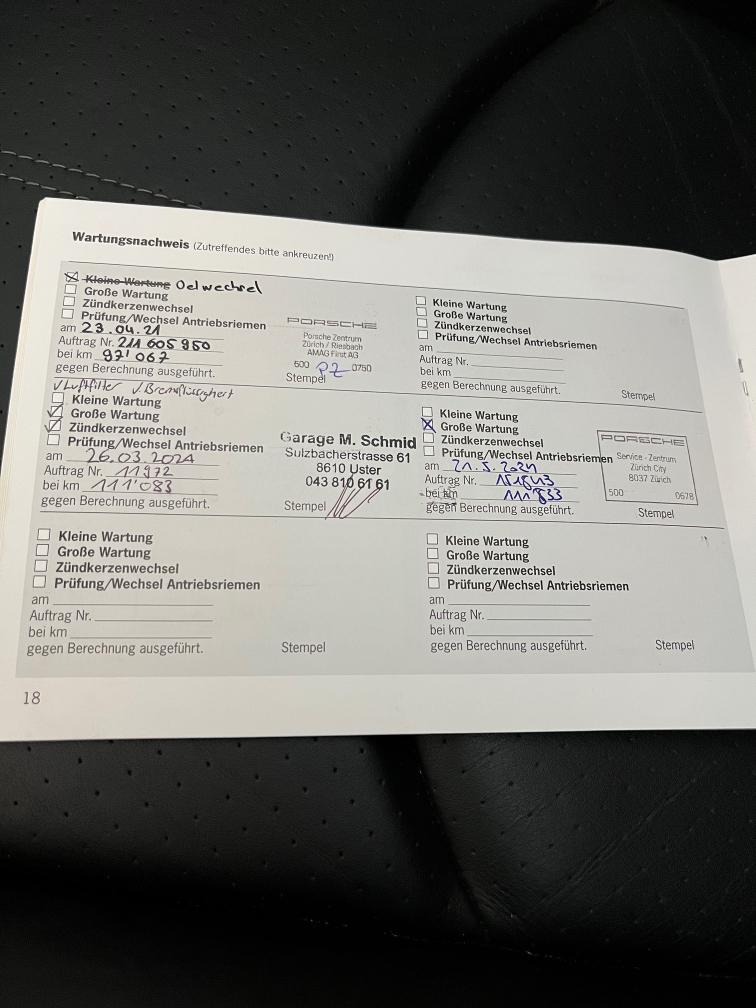 Wartungsnachweis (Zutreffendes bitte ankreuzen!)
Kleine Wartung Oelwechsel
Große Wartung
Zündkerzenwechsel
Prüfung/Wechsel Antriebsriemen
am 23.04.21
Auftrag Nr. 211 605 950
bei km 97'067
gegen Berechnung ausgeführt.
PORSCHE
Porsche Zentrum
Zürich / Riesbach
AMAG First AG
500 PZ 0750
Stempel
Kleine Wartung
Große Wartung
Zündkerzenwechsel
Prüfung/Wechsel Antriebsriemen
am
Auftrag Nr.
bei km
gegen Berechnung ausgeführt.
Stempel
√Luftfilter √Bremsflüssigkeit
Kleine Wartung
Große Wartung
Zündkerzenwechsel
Prüfung/Wechsel Antriebsriemen
am 26.03.2024
Auftrag Nr. 11972
bei km 111'083
gegen Berechnung ausgeführt.
Garage M. Schmid
Sulzbacherstrasse 61
8610 Uster
043 810 61 61
Stempel
Kleine Wartung
Große Wartung
Zündkerzenwechsel
Prüfung/Wechsel Antriebsriemen
am 21.5.2024
Auftrag Nr.
bei km 111'833
gegen Berechnung ausgeführt.
PORSCHE
Service - Zentrum
Zürich City
8037 Zürich
500 0678
Stempel
Kleine Wartung
Große Wartung
Zündkerzenwechsel
Prüfung/Wechsel Antriebsriemen
am
Auftrag Nr.
bei km
gegen Berechnung ausgeführt.
Stempel
Kleine Wartung
Große Wartung
Zündkerzenwechsel
Prüfung/Wechsel Antriebsriemen
am
Auftrag Nr.
bei km
gegen Berechnung ausgeführt.
Stempel
18